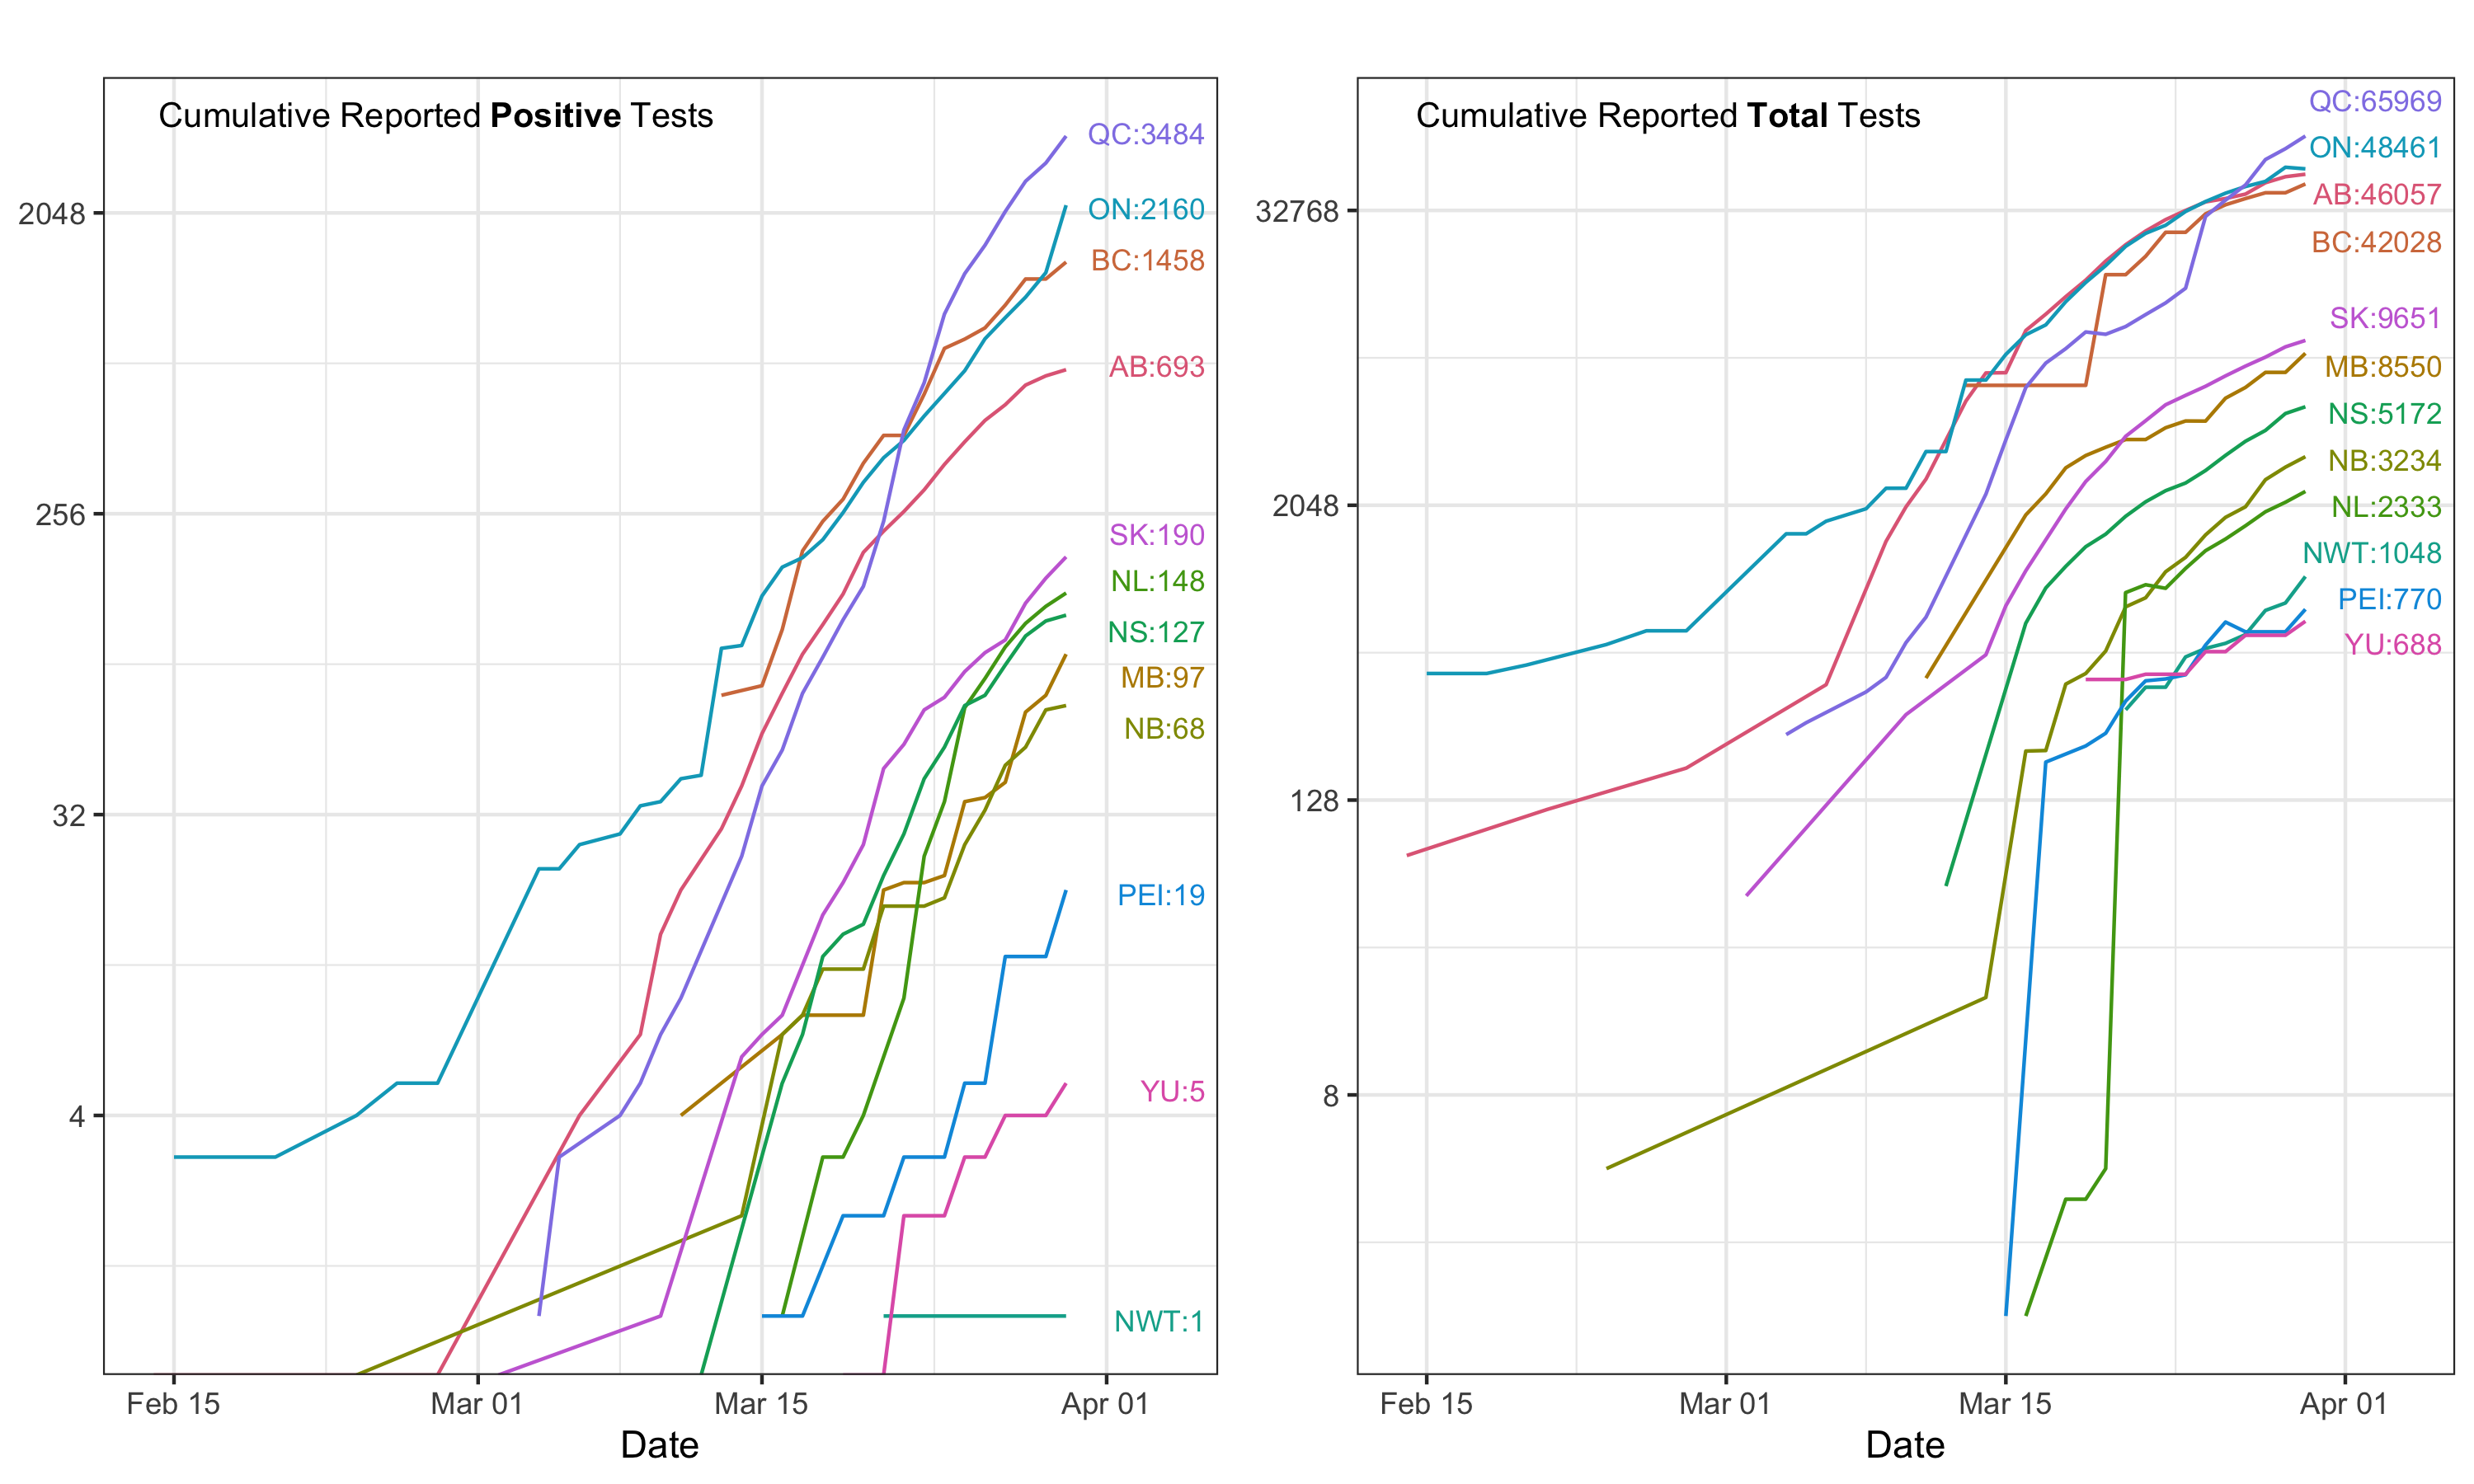 Cumulative Reported Positive Tests
QC:3484
ON:2160
BC:1458
AB:693
SK:190
NL:148
NS:127
MB:97
NB:68
PEI:19
YU:5
NWT:1
2048
256
32
4
Feb 15
Mar 01
Mar 15
Apr 01
Date
Cumulative Reported Total Tests
QC:65969
ON:48461
AB:46057
BC:42028
SK:9651
MB:8550
NS:5172
NB:3234
NL:2333
NWT:1048
PEI:770
YU:688
32768
2048
128
8
Feb 15
Mar 01
Mar 15
Apr 01
Date